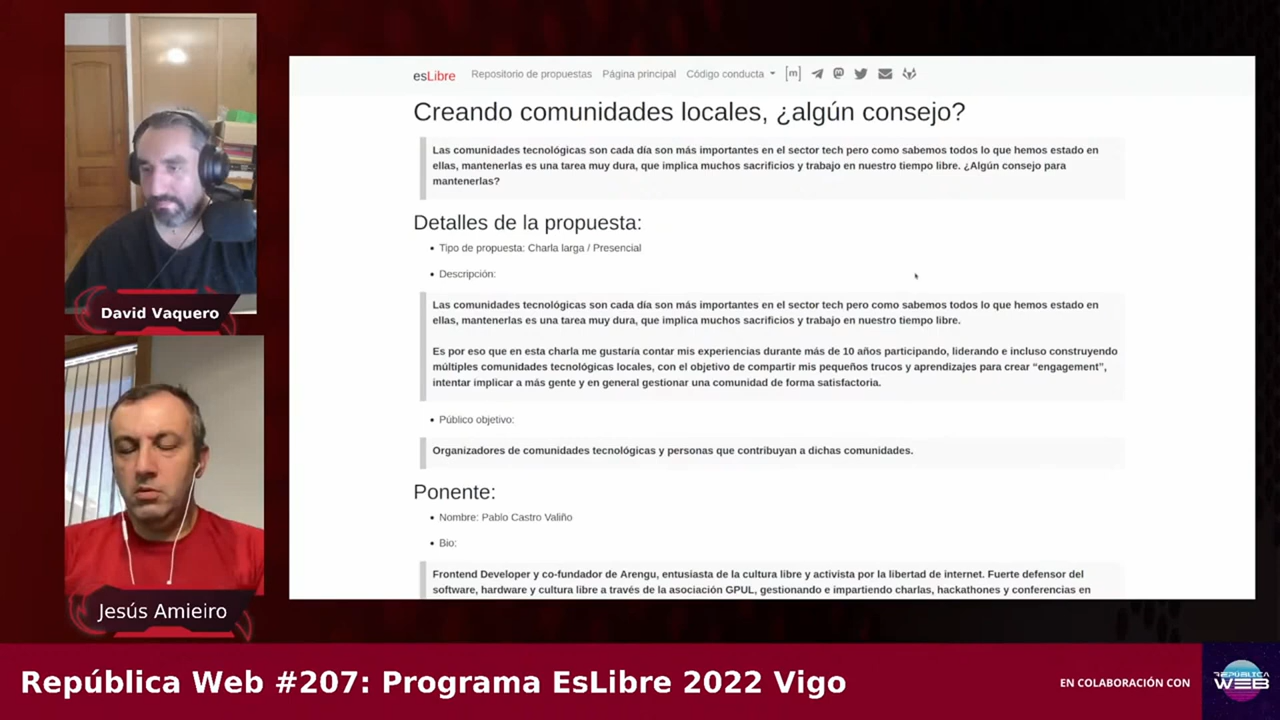 esLibre Repositorio de propuestas Página principal Código conducta [m]
Creando comunidades locales, ¿algún consejo?
Las comunidades tecnológicas son cada día son más importantes en el sector tech pero como sabemos todos lo que hemos estado en
ellas, mantenerlas es una tarea muy dura, que implica muchos sacrificios y trabajo en nuestro tiempo libre. ¿Algún consejo para
mantenerlas?
Detalles de la propuesta:
• Tipo de propuesta: Charla larga / Presencial
• Descripción:
Las comunidades tecnológicas son cada día son más importantes en el sector tech pero como sabemos todos lo que hemos estado en
ellas, mantenerlas es una tarea muy dura, que implica muchos sacrificios y trabajo en nuestro tiempo libre.
Es por eso que en esta charla me gustaría contar mis experiencias durante más de 10 años participando, liderando e incluso construyendo
múltiples comunidades tecnológicas locales, con el objetivo de compartir mis pequeños trucos y aprendizajes para crear “engagement”,
intentar implicar a más gente y en general gestionar una comunidad de forma satisfactoria.
• Público objetivo:
Organizadores de comunidades tecnológicas y personas que contribuyan a dichas comunidades.
Ponente:
• Nombre: Pablo Castro Valiño
• Bio:
Frontend Developer y co-fundador de Arengu, entusiasta de la cultura libre y activista por la libertad de internet. Fuerte defensor del
software, hardware y cultura libre a través de la asociación GPUL, gestionando e impartiendo charlas, hackathones y conferencias en
David Vaquero
Jesús Amieiro
República Web #207: Programa EsLibre 2022 Vigo
EN COLABORACIÓN CON
REPÚBLICA
WEB